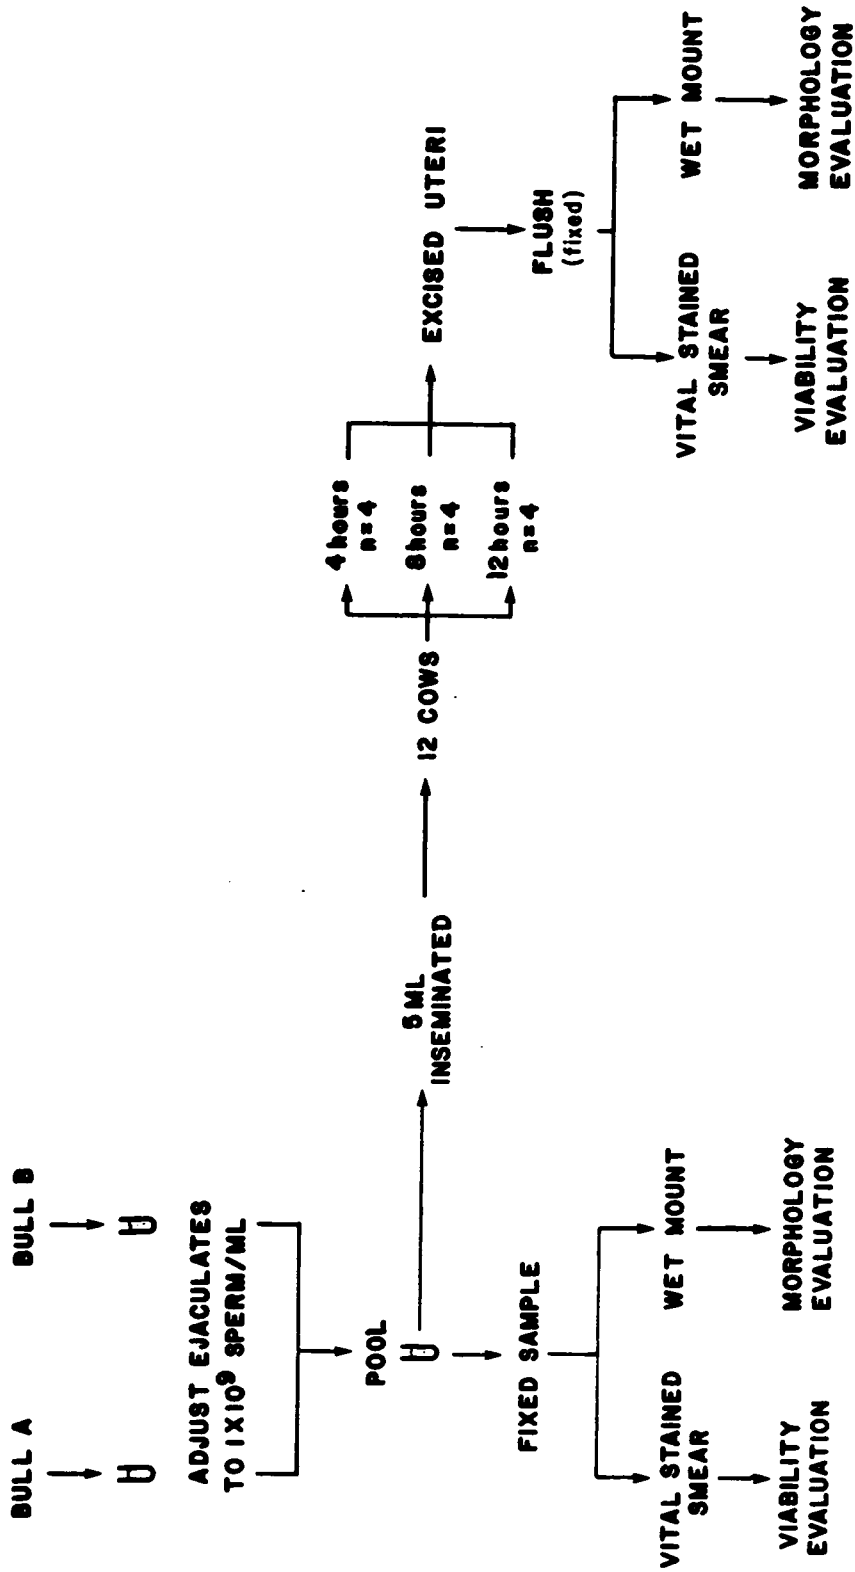 BULL A
BULL B
ADJUST EJACULATES
TO 1X10⁹ SPERM/ML
POOL
5 ML
INSEMINATED
12 COWS
4 hours
n=4
8 hours
n=4
12 hours
n=4
EXCISED UTERI
FLUSH
(fixed)
VITAL STAINED
SMEAR
WET MOUNT
VIABILITY
EVALUATION
MORPHOLOGY
EVALUATION
FIXED SAMPLE
VITAL STAINED
SMEAR
WET MOUNT
VIABILITY
EVALUATION
MORPHOLOGY
EVALUATION